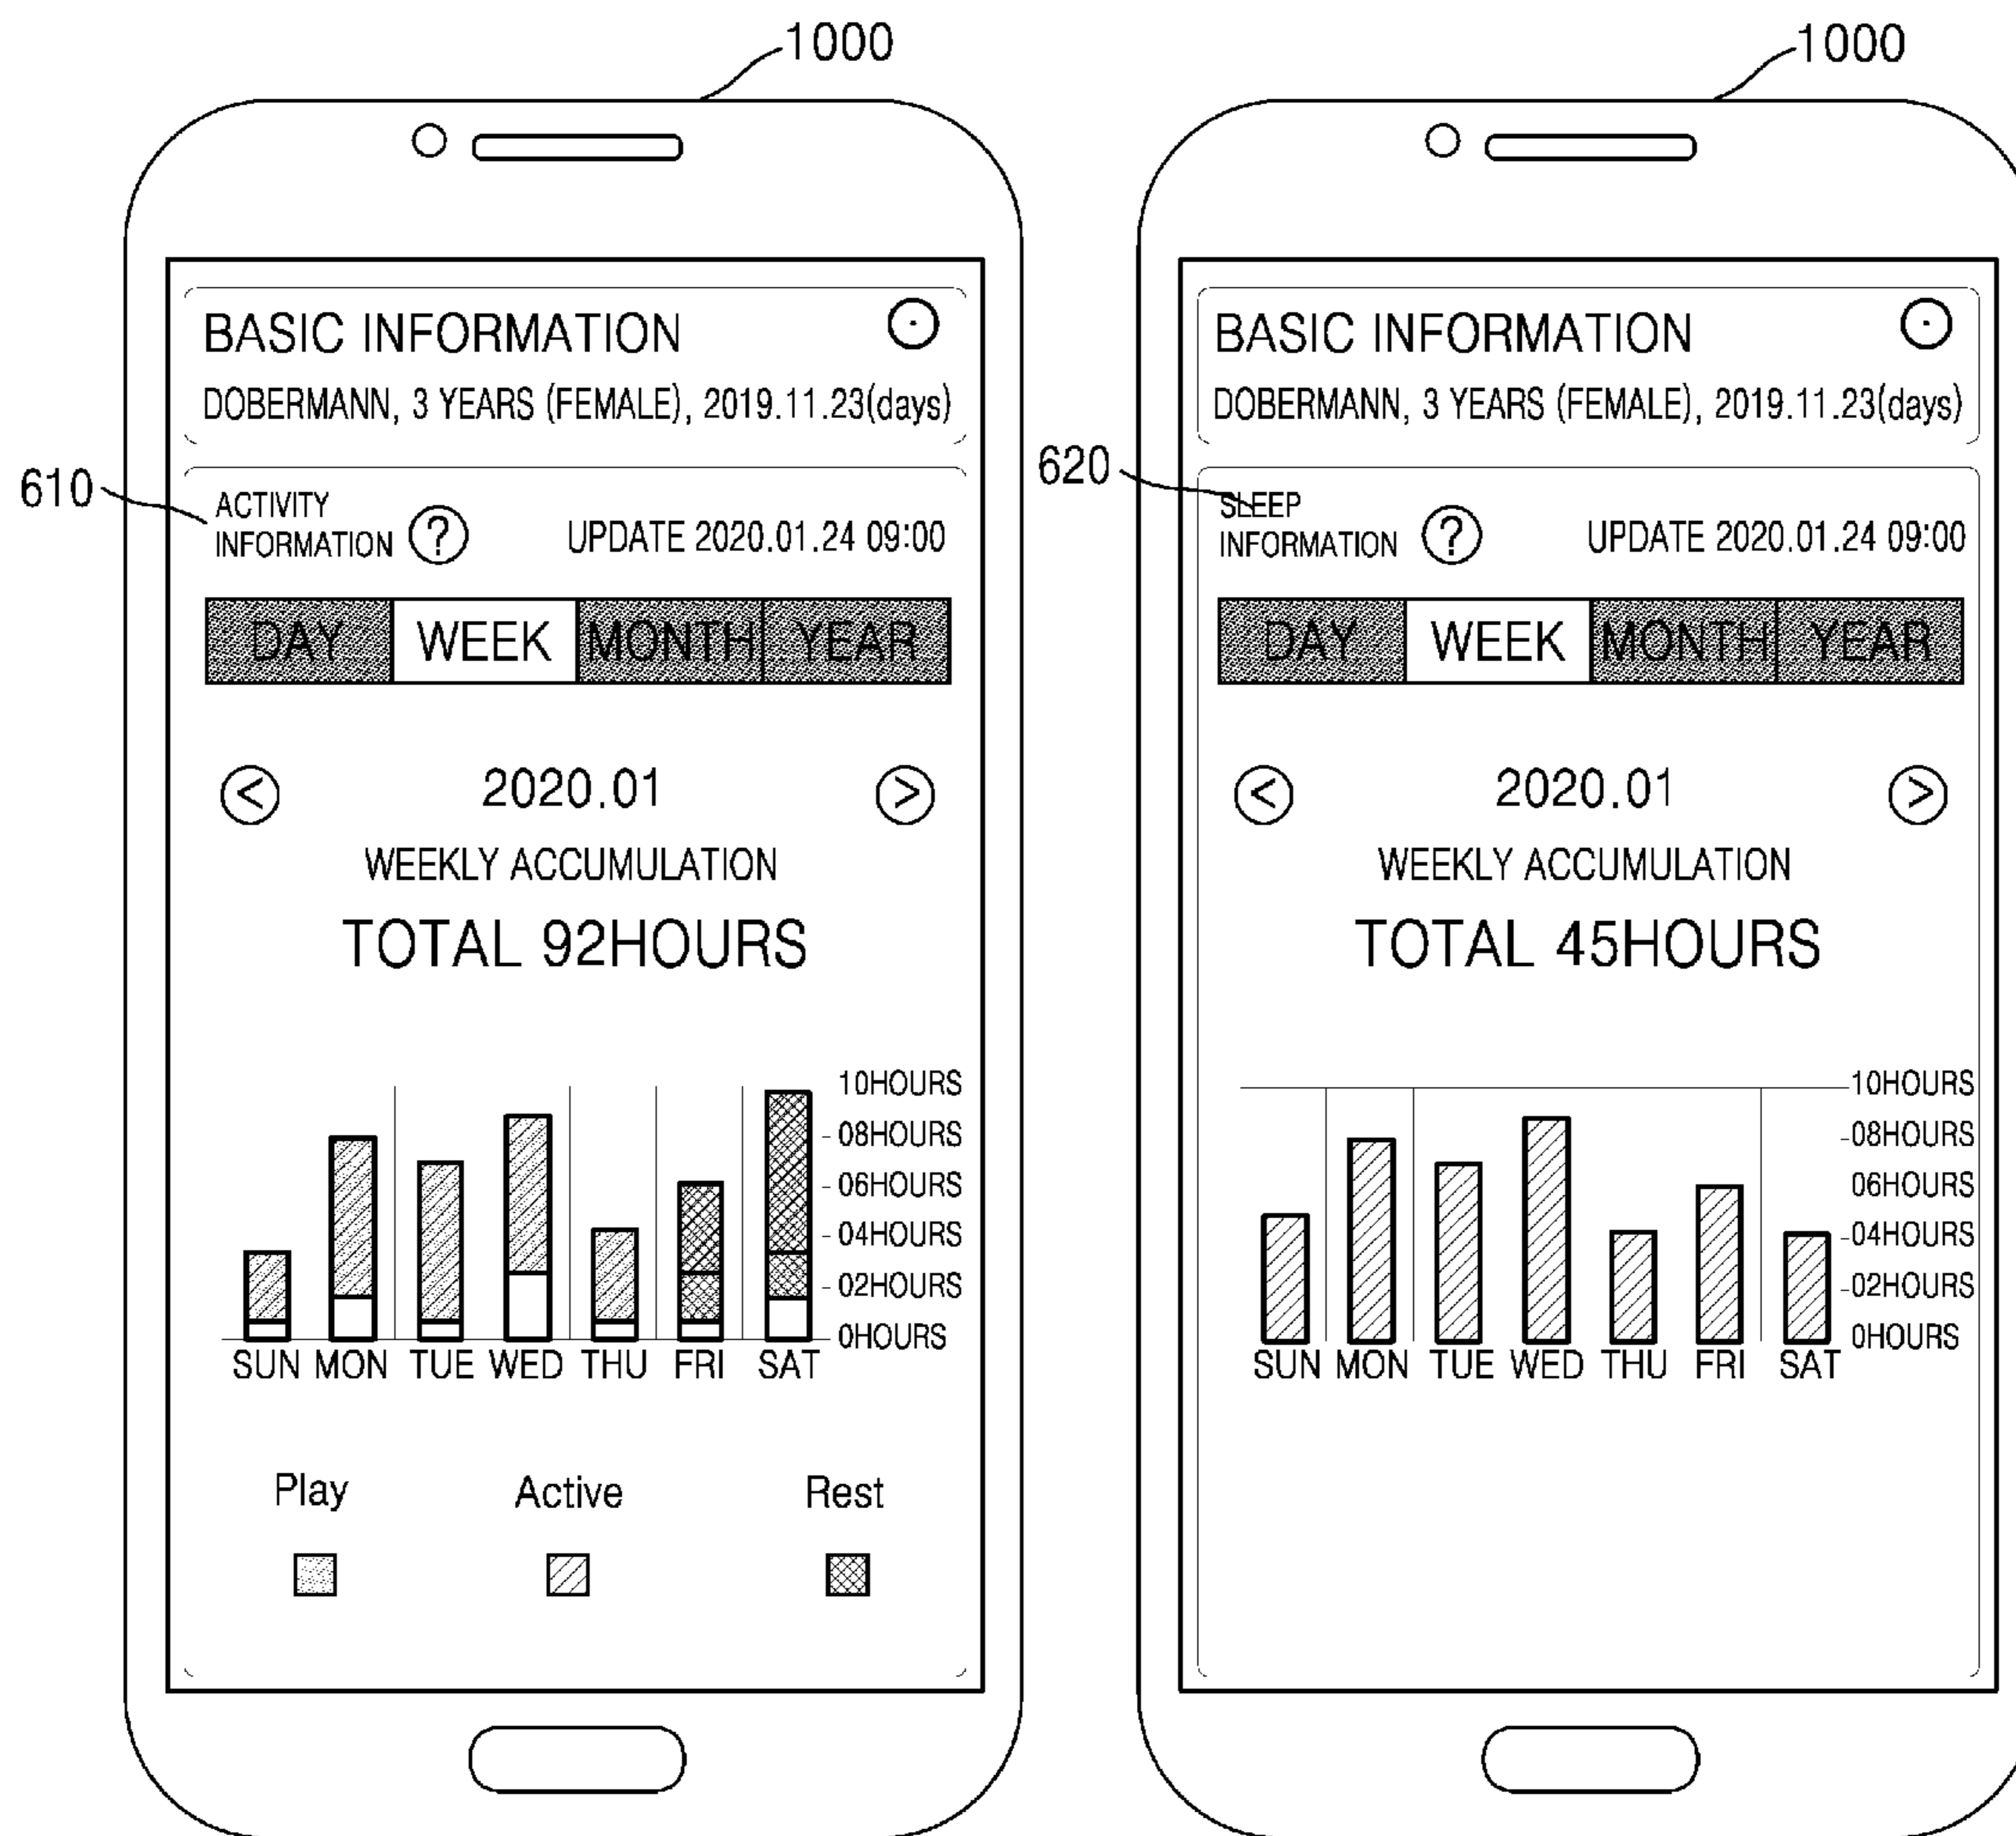 1000
BASIC INFORMATION
DOBERMANN, 3 YEARS (FEMALE), 2019.11.23(days)
610
ACTIVITY
INFORMATION
?
UPDATE 2020.01.24 09:00
DAY WEEK MONTH YEAR
< 2020.01 >
WEEKLY ACCUMULATION
TOTAL 92HOURS
10HOURS
08HOURS
06HOURS
04HOURS
02HOURS
0HOURS
SUN MON TUE WED THU FRI SAT
Play Active Rest
1000
BASIC INFORMATION
DOBERMANN, 3 YEARS (FEMALE), 2019.11.23(days)
620
SLEEP
INFORMATION
?
UPDATE 2020.01.24 09:00
DAY WEEK MONTH YEAR
< 2020.01 >
WEEKLY ACCUMULATION
TOTAL 45HOURS
10HOURS
08HOURS
06HOURS
04HOURS
02HOURS
0HOURS
SUN MON TUE WED THU FRI SAT